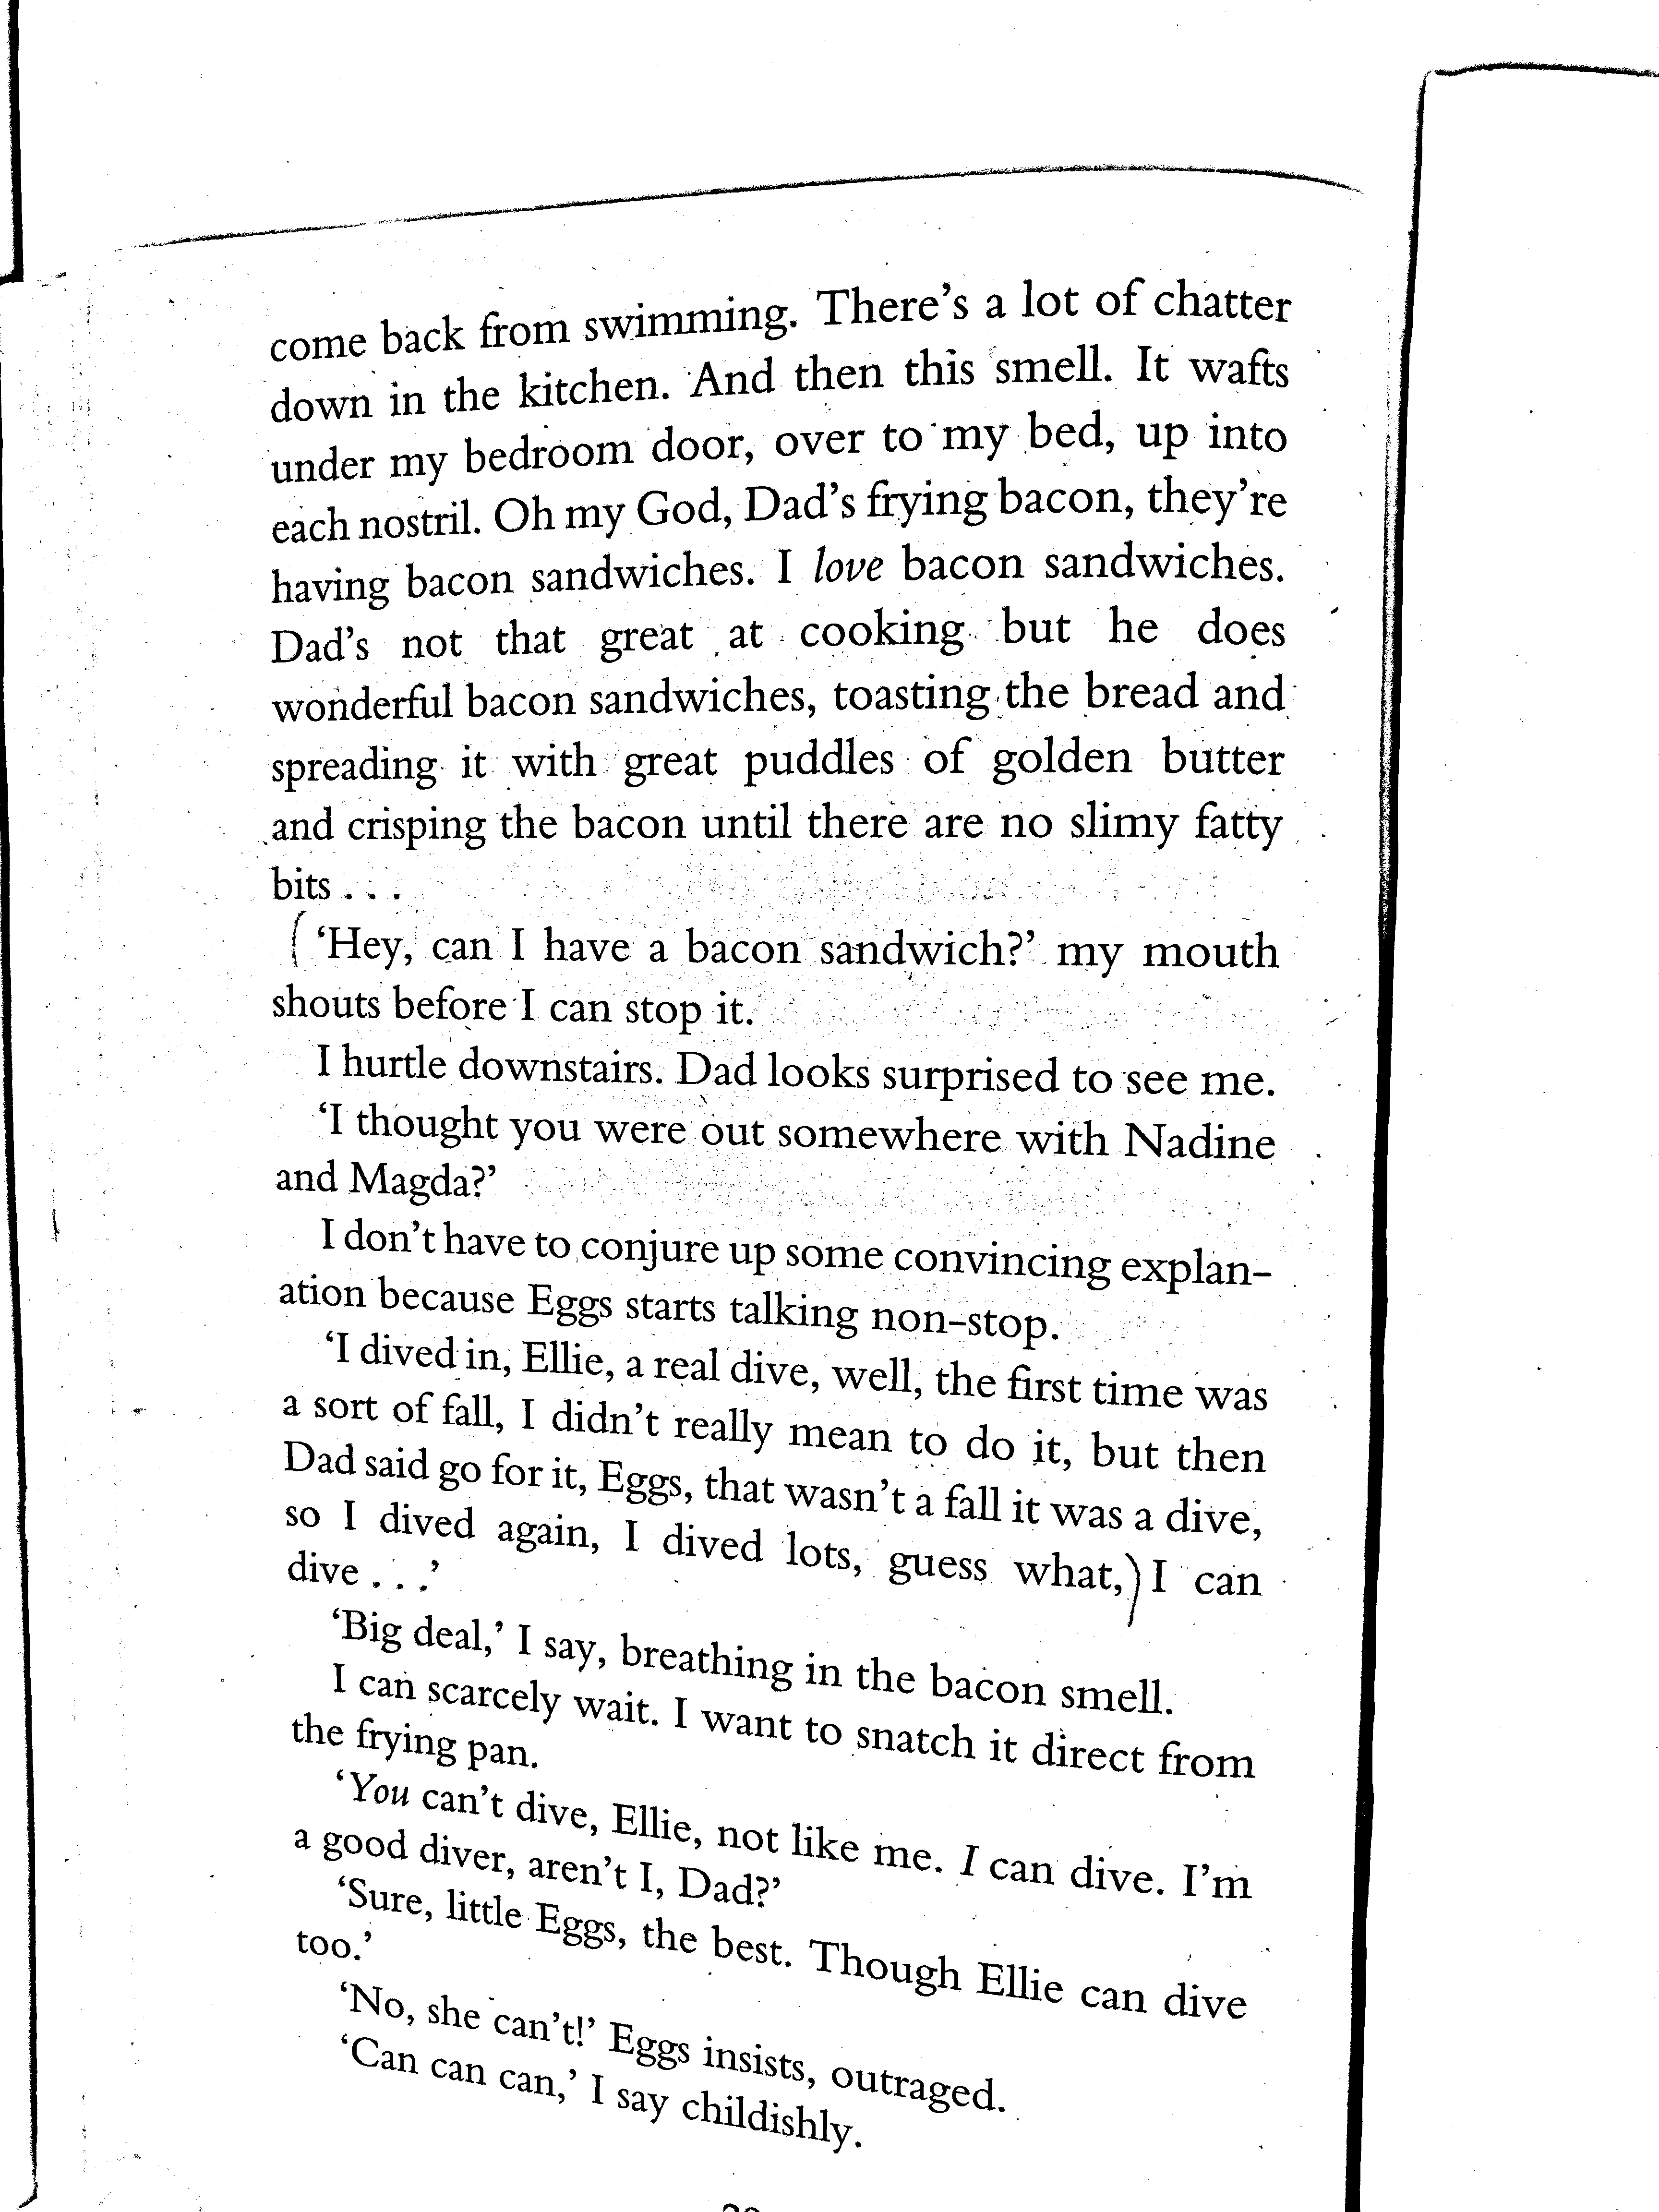 come back from swimming. There's a lot of chatter
down in the kitchen. And then this smell. It wafts
under my bedroom door, over to my bed, up into
each nostril. Oh my God, Dad's frying bacon, they're
having bacon sandwiches. I love bacon sandwiches.
Dad's not that great at cooking but he does
wonderful bacon sandwiches, toasting the bread and
spreading it with great puddles of golden butter
and crisping the bacon until there are no slimy fatty
bits . . .
( ‘Hey, can I have a bacon sandwich?’ my mouth
shouts before I can stop it.
I hurtle downstairs. Dad looks surprised to see me.
‘I thought you were out somewhere with Nadine
and Magda?’
I don't have to conjure up some convincing explan-
ation because Eggs starts talking non-stop.
‘I dived in, Ellie, a real dive, well, the first time was
a sort of fall, I didn't really mean to do it, but then
Dad said go for it, Eggs, that wasn't a fall it was a dive,
so I dived again, I dived lots, guess what,) I can
dive . . .’
‘Big deal,’ I say, breathing in the bacon smell.
I can scarcely wait. I want to snatch it direct from
the frying pan.
‘You can't dive, Ellie, not like me. I can dive. I'm
a good diver, aren't I, Dad?’
‘Sure, little Eggs, the best. Though Ellie can dive
too.’
‘No, she can't!’ Eggs insists, outraged.
‘Can can can,’ I say childishly.